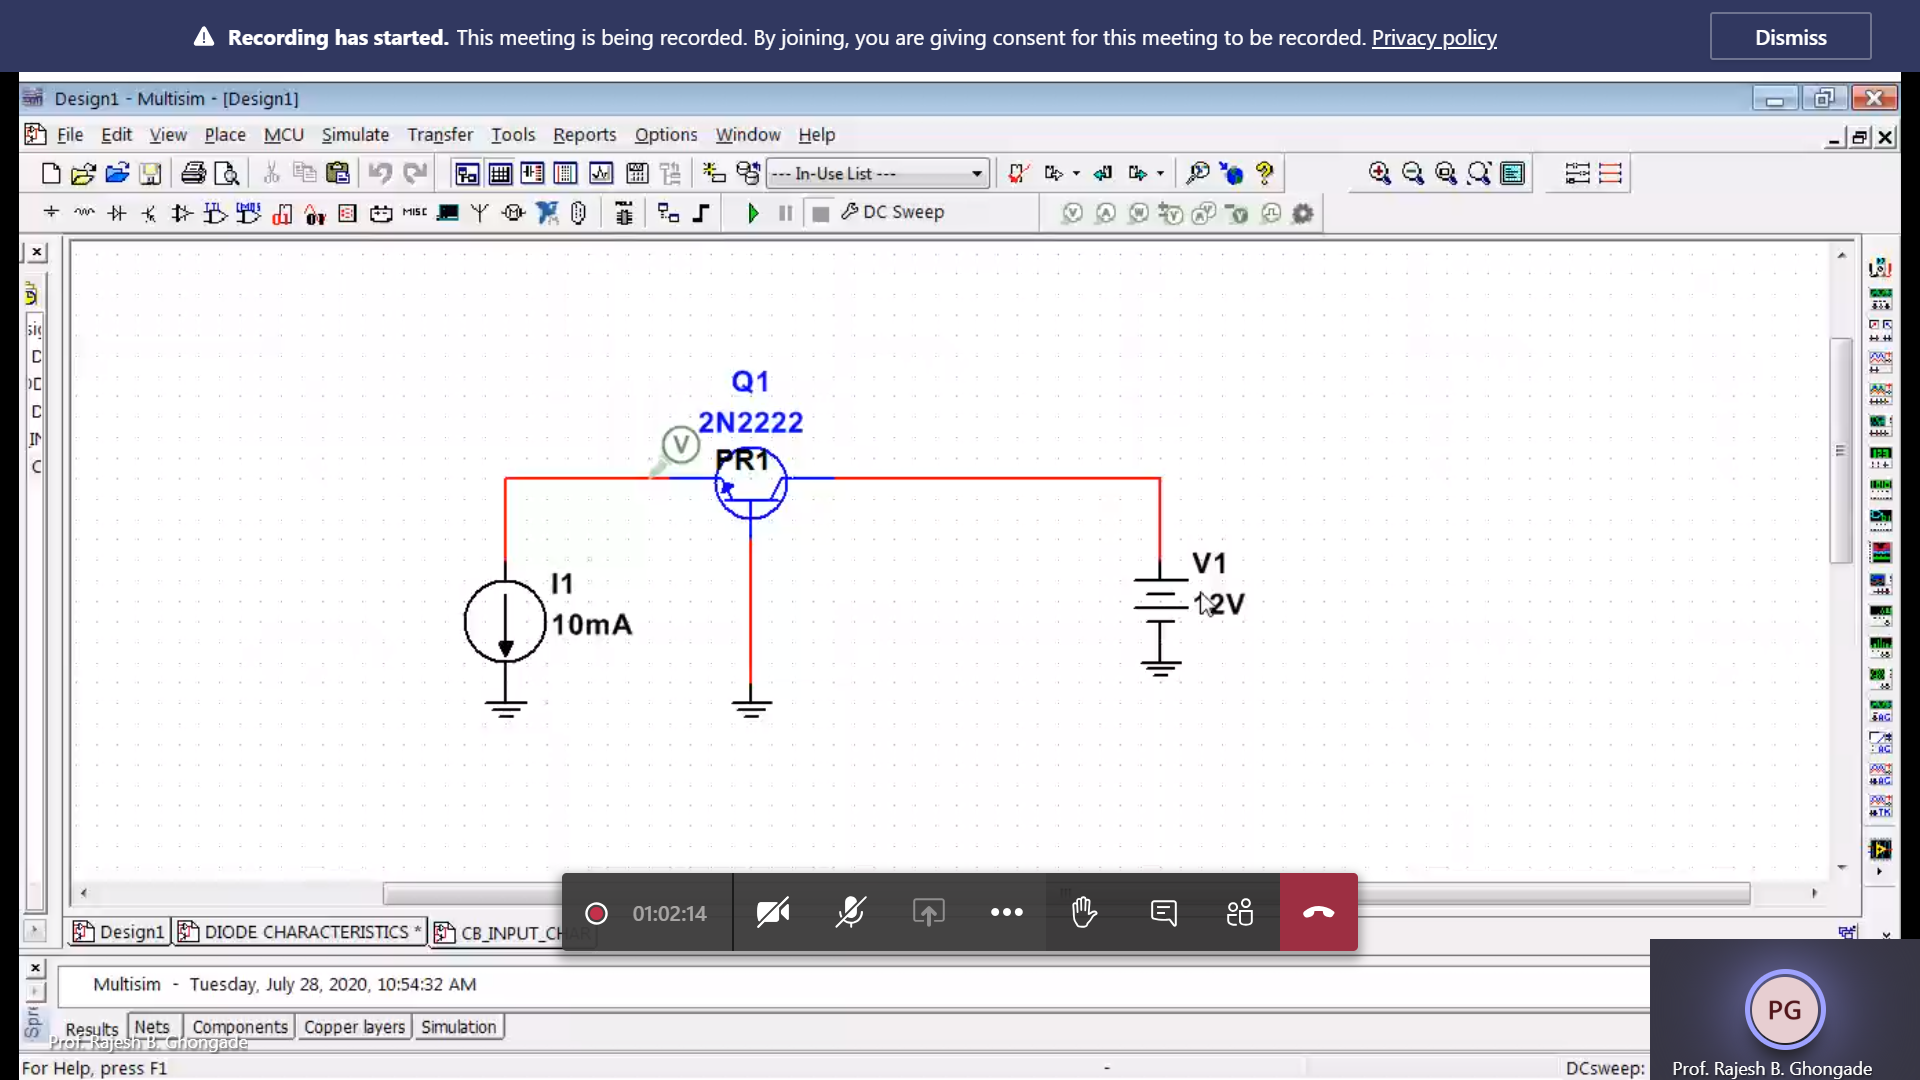 Recording has started. This meeting is being recorded. By joining, you are giving consent for this meeting to be recorded. Privacy policy
Dismiss
Design1 - Multisim - [Design1]
File Edit View Place MCU Simulate Transfer Tools Reports Options Window Help
--- In-Use List ---
DC Sweep
Q1
2N2222
V
PR1
I1
10mA
V1
12V
01:02:14
Design1
DIODE CHARACTERISTICS *
CB_INPUT_CHAR
Multisim - Tuesday, July 28, 2020, 10:54:32 AM
Results Nets Components Copper layers Simulation
Prof. Rajesh B. Ghongade
For Help, press F1
-
DCsweep:
PG
Prof. Rajesh B. Ghongade